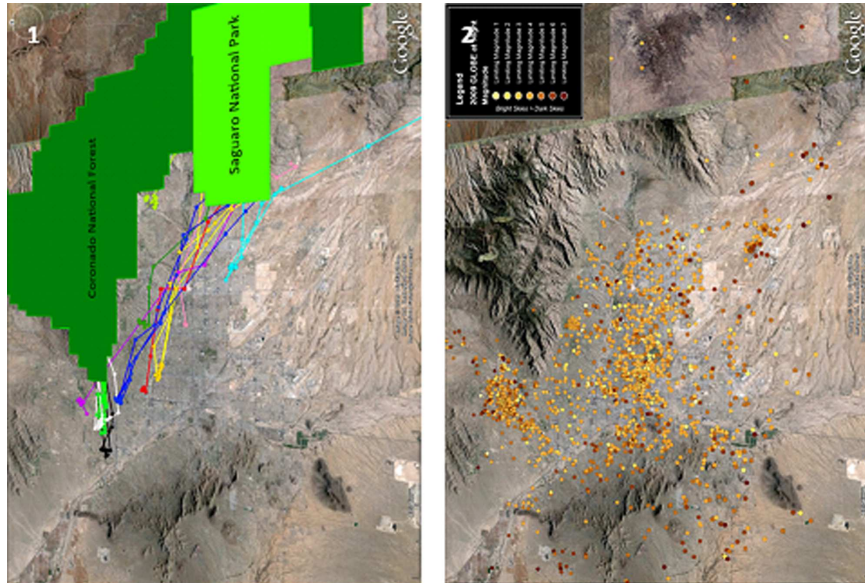 1
Coronado National Forest
Saguaro National Park
Google
2
Legend
2009 GLOBE at Night
Magnitude
Limiting Magnitude 1
Limiting Magnitude 2
Limiting Magnitude 3
Limiting Magnitude 4
Limiting Magnitude 5
Limiting Magnitude 6
Limiting Magnitude 7
Bright Skies > Dark Skies
Google